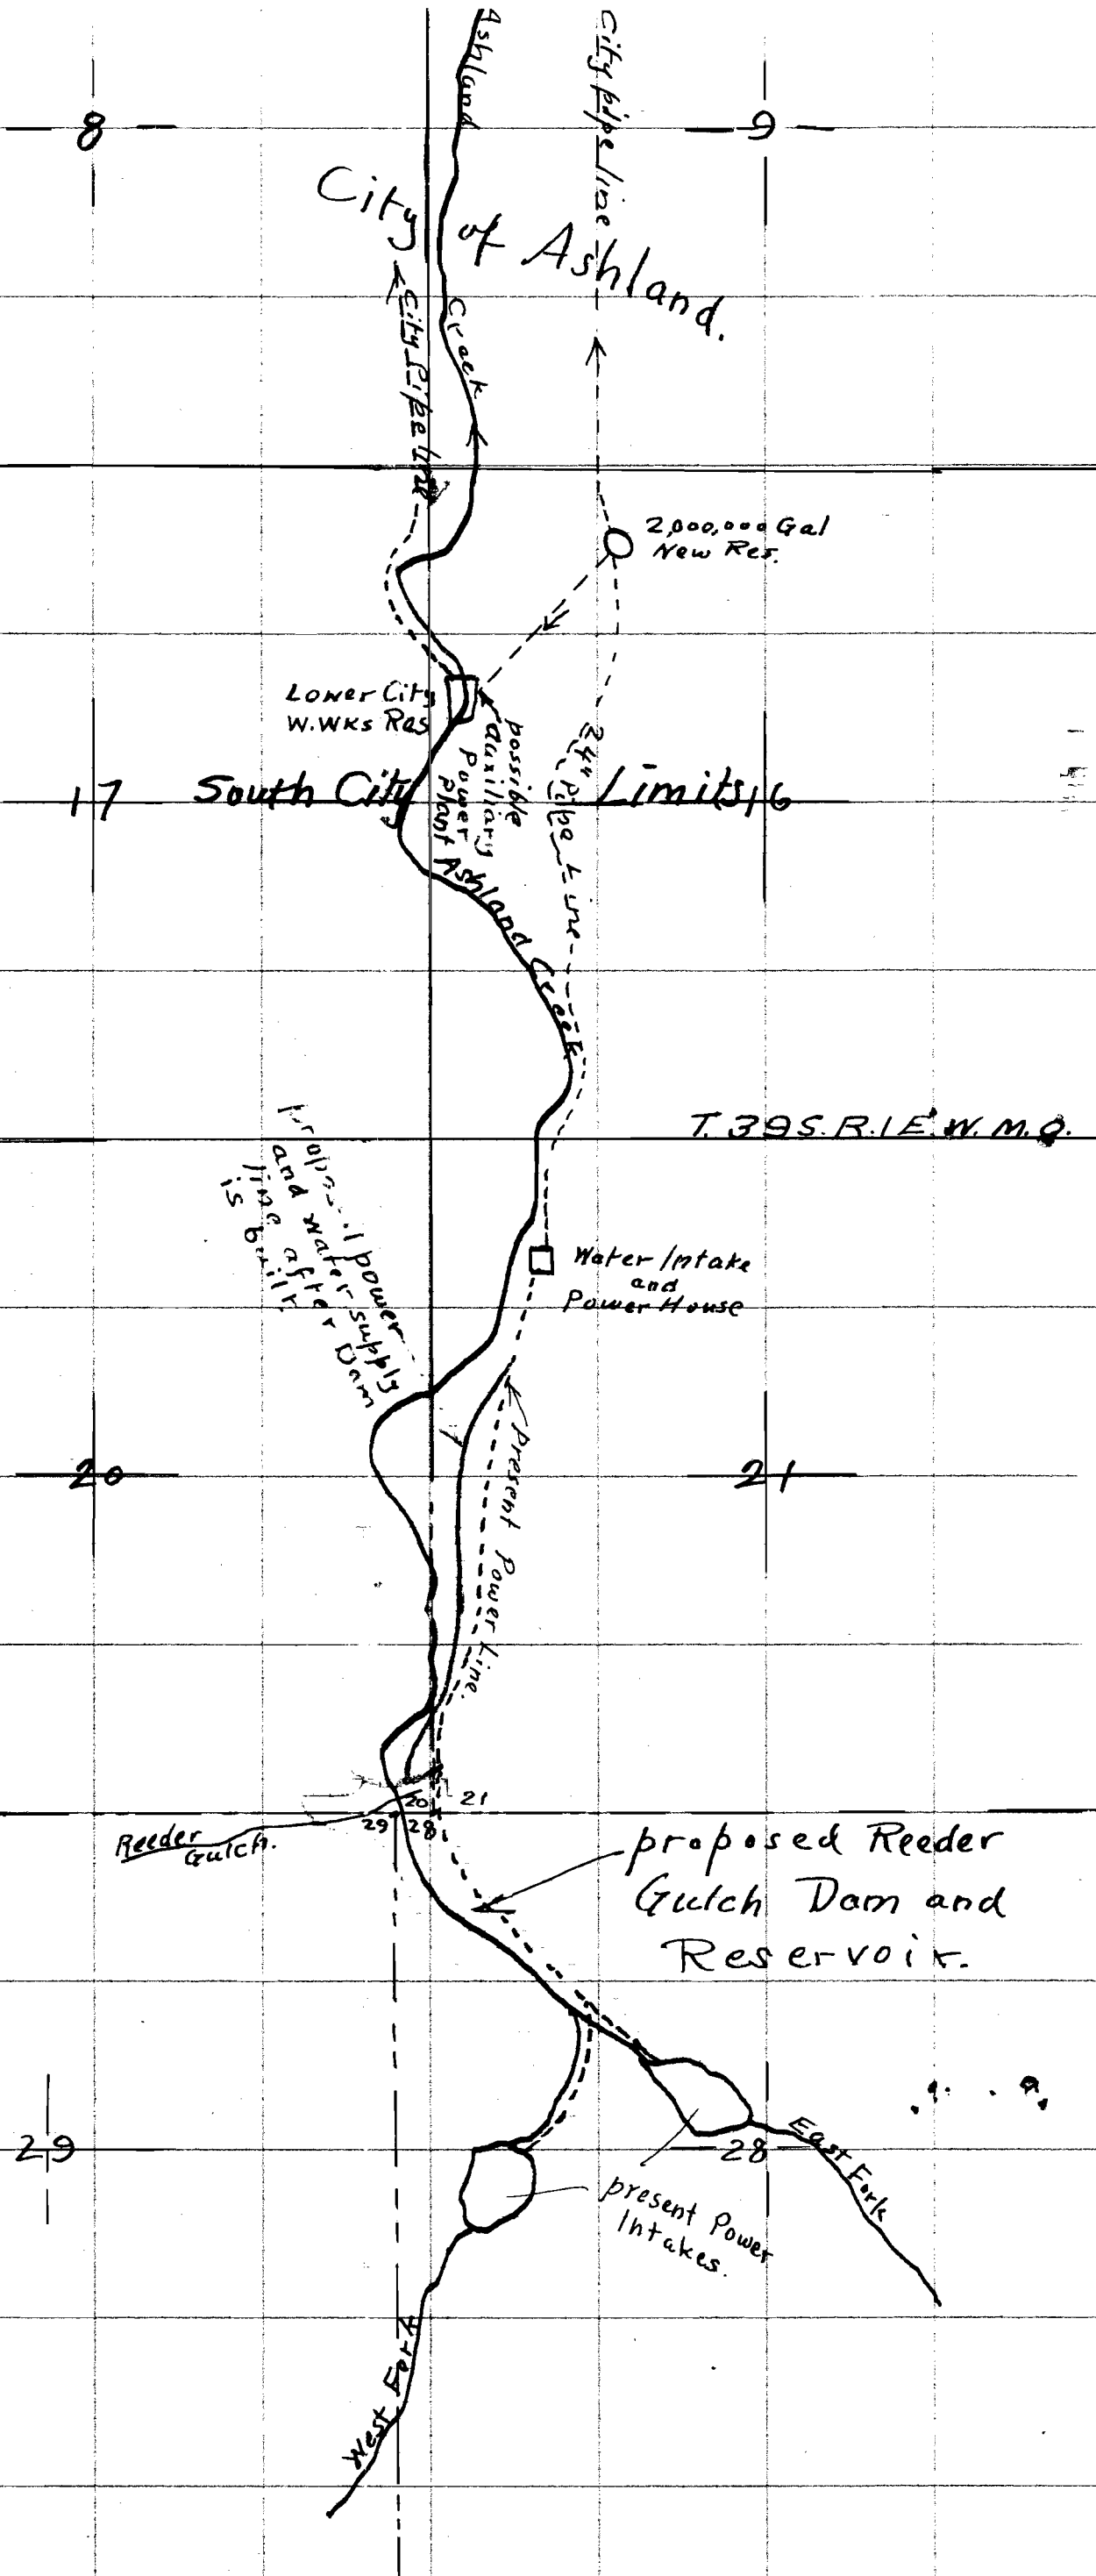 Ashland
City pipe line
8
9
City of Ashland.
City Pipe line
Creek
2,000,000 Gal
New Res.
Lower City
W.Wks Res
possible
auxiliary
Power
Plant
24" Pipe Line
17
South City Limits
16
Ashland Creek
T. 39 S. R. 1 E. W. M. O.
power
and water supply
line after Dam
is built.
Water Intake
and
Power House
20
21
Present Power Line.
20
21
29
28
Reeder
Gulch.
proposed Reeder
Gulch Dam and
Reservoir.
29
28
East Fork
present Power
Intakes.
West Fork